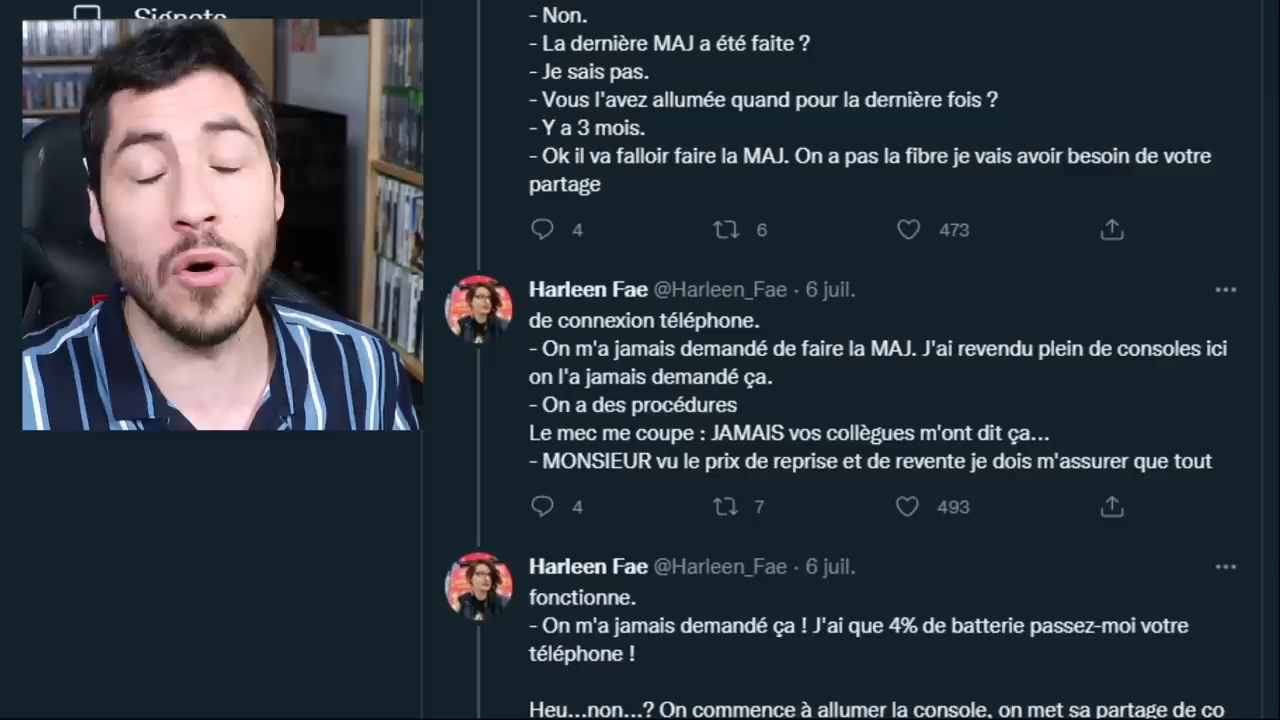 Signets
- Non.
- La dernière MAJ a été faite ?
- Je sais pas.
- Vous l'avez allumée quand pour la dernière fois ?
- Y a 3 mois.
- Ok il va falloir faire la MAJ. On a pas la fibre je vais avoir besoin de votre
partage
4 6 473
Harleen Fae @Harleen_Fae · 6 juil.
de connexion téléphone.
- On m'a jamais demandé de faire la MAJ. J'ai revendu plein de consoles ici
on l'a jamais demandé ça.
- On a des procédures
Le mec me coupe : JAMAIS vos collègues m'ont dit ça...
- MONSIEUR vu le prix de reprise et de revente je dois m'assurer que tout
4 7 493
Harleen Fae @Harleen_Fae · 6 juil.
fonctionne.
- On m'a jamais demandé ça ! J'ai que 4% de batterie passez-moi votre
téléphone !
Heu...non...? On commence à allumer la console, on met sa partage de co